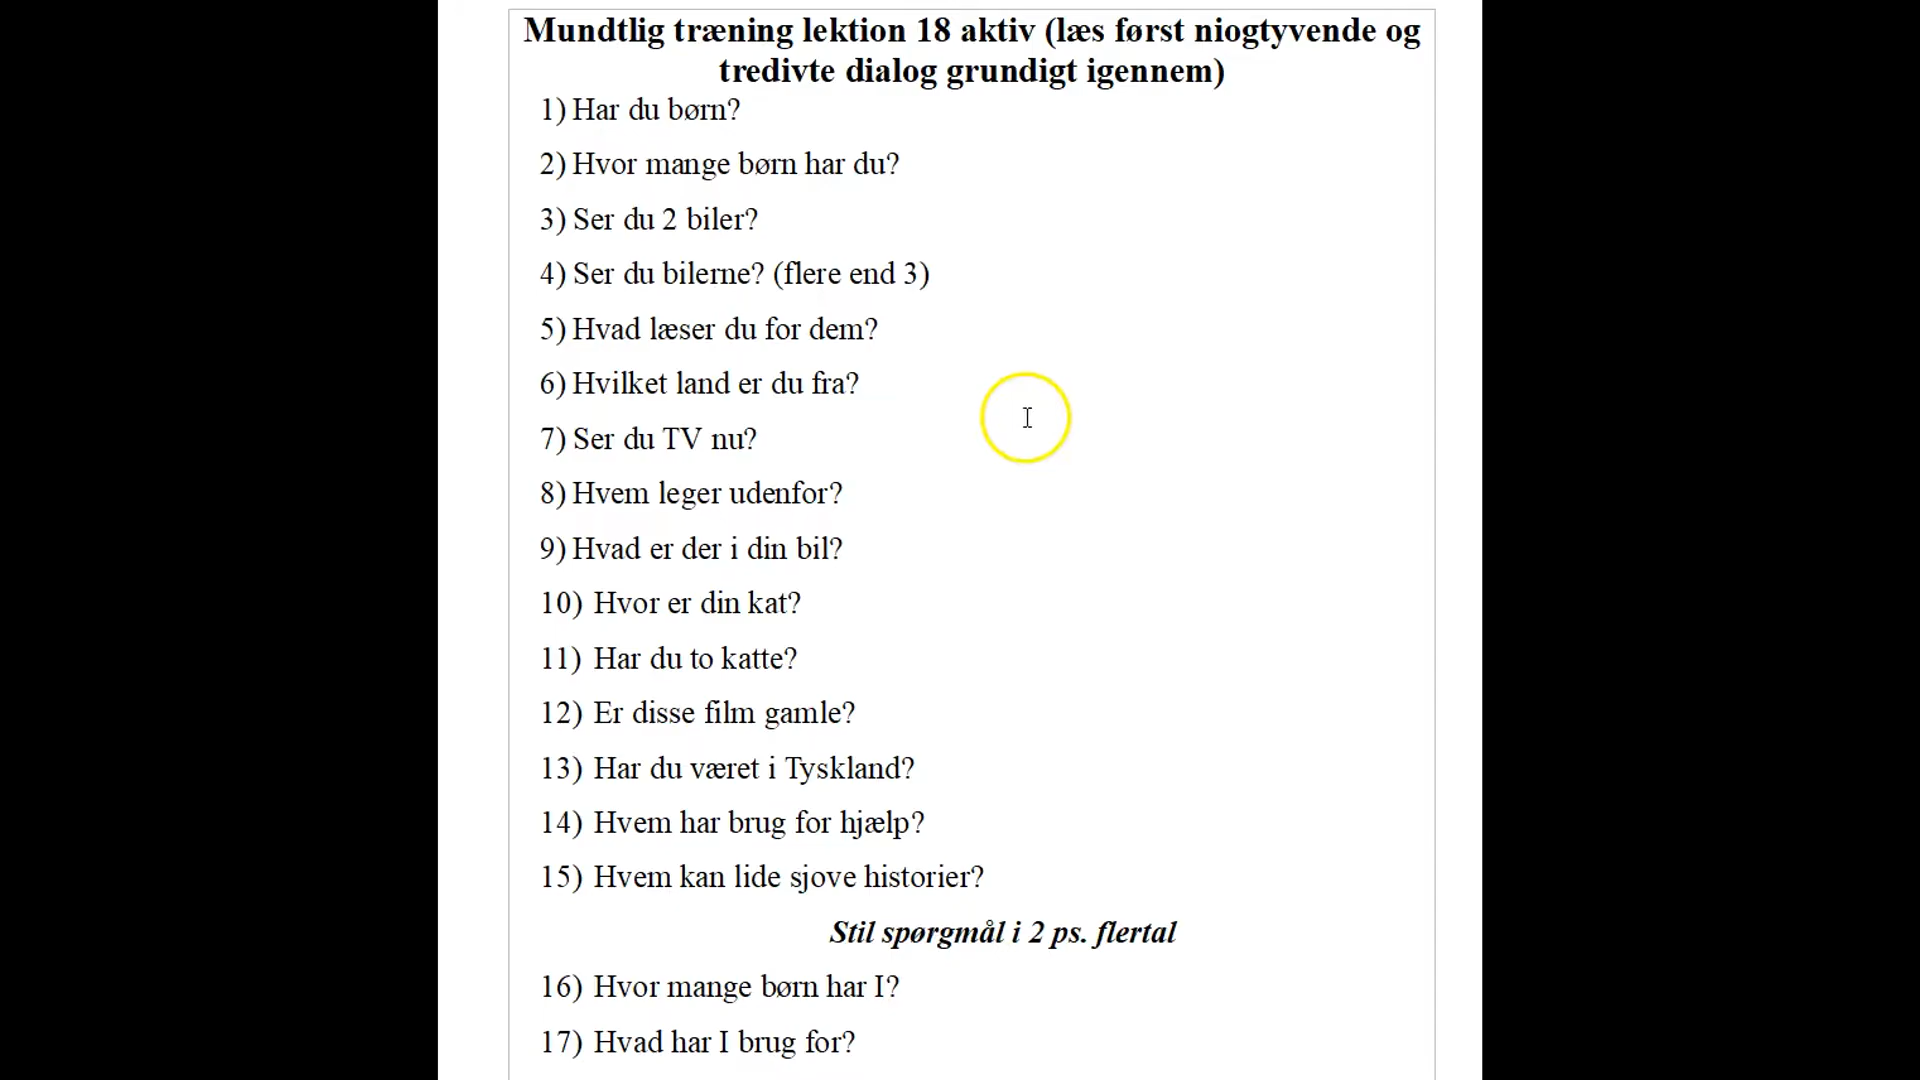 Mundtlig træning lektion 18 aktiv (læs først niogtyvende og
tredivte dialog grundigt igennem)
1) Har du børn?
2) Hvor mange børn har du?
3) Ser du 2 biler?
4) Ser du bilerne? (flere end 3)
5) Hvad læser du for dem?
6) Hvilket land er du fra?
7) Ser du TV nu?
8) Hvem leger udenfor?
9) Hvad er der i din bil?
10) Hvor er din kat?
11) Har du to katte?
12) Er disse film gamle?
13) Har du været i Tyskland?
14) Hvem har brug for hjælp?
15) Hvem kan lide sjove historier?
Stil spørgmål i 2 ps. flertal
16) Hvor mange børn har I?
17) Hvad har I brug for?